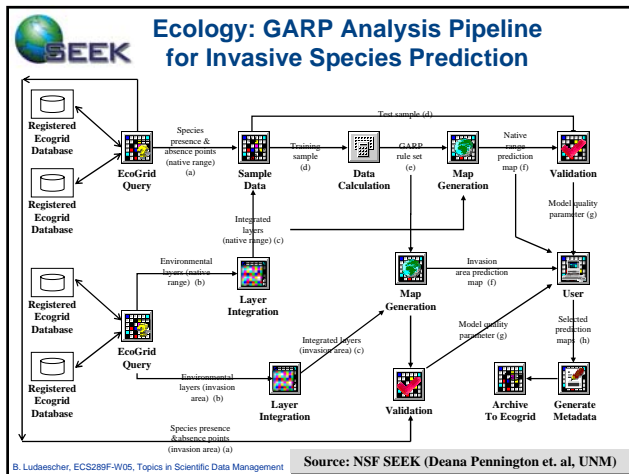 SEEK
Ecology: GARP Analysis Pipeline
for Invasive Species Prediction
Registered
Ecogrid
Database
Registered
Ecogrid
Database
Registered
Ecogrid
Database
Registered
Ecogrid
Database
EcoGrid
Query
EcoGrid
Query
Species
presence &
absence points
(native range)
(a)
Sample
Data
Test sample (d)
Training
sample
(d)
Data
Calculation
GARP
rule set
(e)
Map
Generation
Native
range
prediction
map (f)
Validation
Model quality
parameter (g)
Integrated
layers
(native range) (c)
Environmental
layers (native
range) (b)
Layer
Integration
Map
Generation
Invasion
area prediction
map (f)
User
Integrated layers
(invasion area) (c)
Model quality
parameter (g)
Selected
prediction
maps (h)
Environmental
layers (invasion
area) (b)
Layer
Integration
Validation
Archive
To Ecogrid
Generate
Metadata
Species presence
&absence points
(invasion area) (a)
B. Ludaescher, ECS289F-W05, Topics in Scientific Data Management
Source: NSF SEEK (Deana Pennington et. al, UNM)